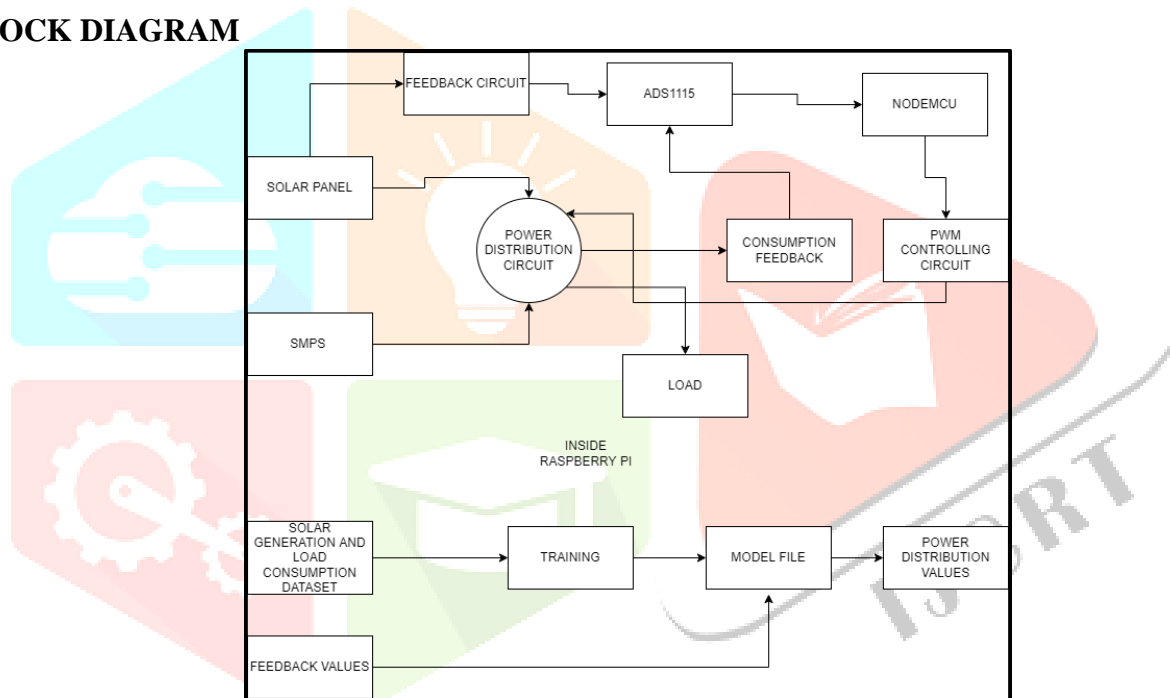 OCK DIAGRAM
FEEDBACK CIRCUIT
ADS1115
NODEMCU
SOLAR PANEL
POWER
DISTRIBUTION
CIRCUIT
CONSUMPTION
FEEDBACK
PWM
CONTROLLING
CIRCUIT
SMPS
LOAD
INSIDE
RASPBERRY PI
SOLAR
GENERATION AND
LOAD
CONSUMPTION
DATASET
TRAINING
MODEL FILE
POWER
DISTRIBUTION
VALUES
FEEDBACK VALUES